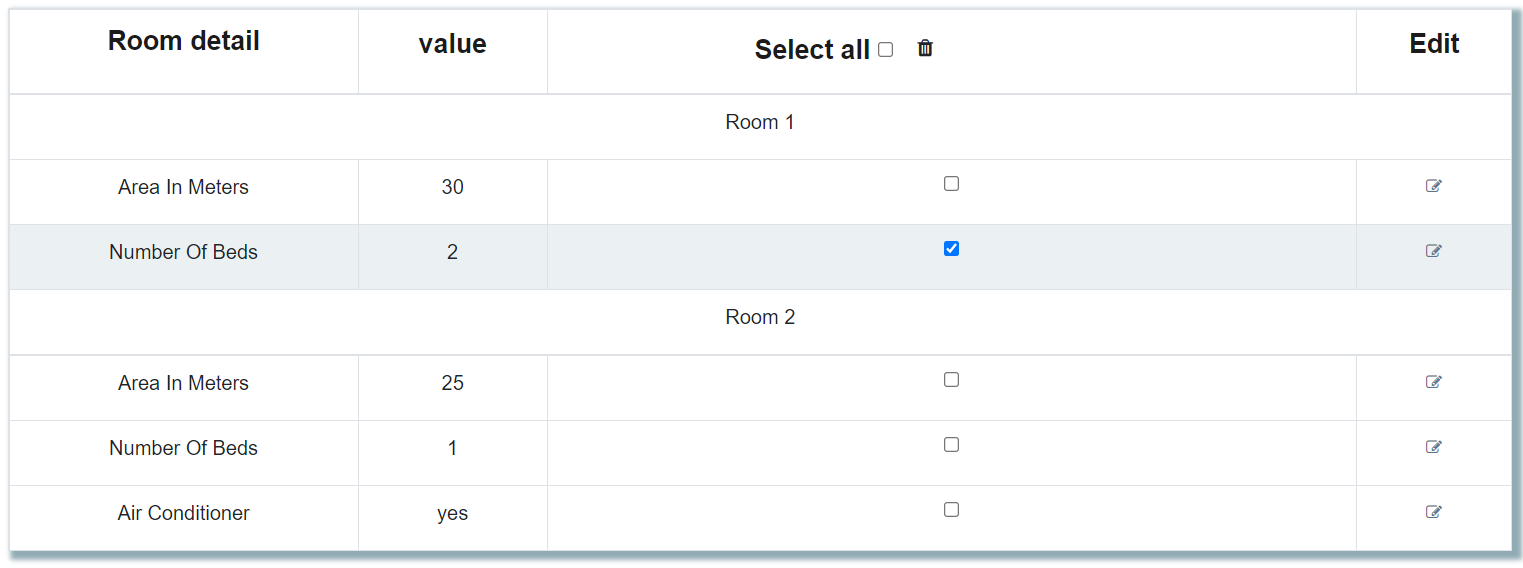 Room detail value Select all Edit
Room 1
Area In Meters 30
Number Of Beds 2
Room 2
Area In Meters 25
Number Of Beds 1
Air Conditioner yes